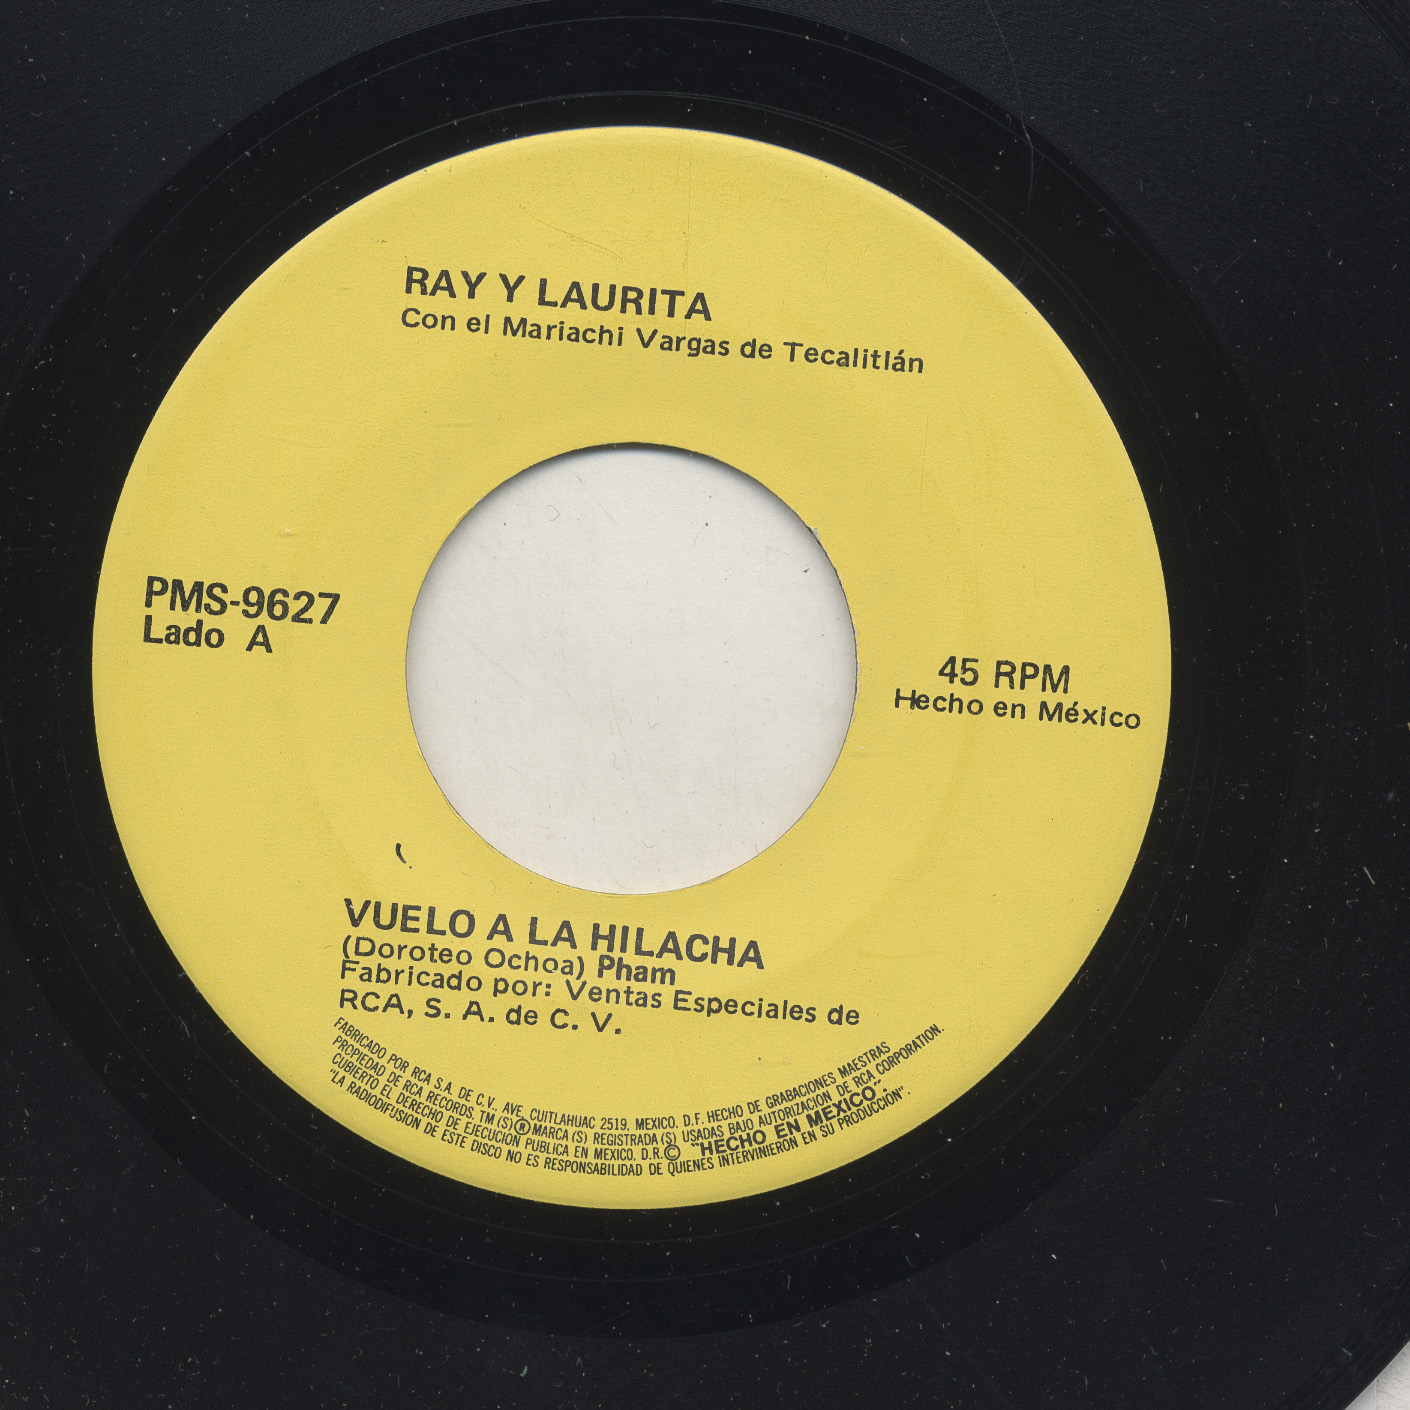 RAY Y LAURITA
Con el Mariachi Vargas de Tecalitlán
PMS-9627
Lado A
45 RPM
Hecho en México
VUELO A LA HILACHA
(Doroteo Ochoa) Pham
Fabricado por: Ventas Especiales de
RCA, S. A. de C. V.
FABRICADO POR RCA S.A. DE C.V., AVE. CUITLAHUAC 2519, MEXICO, D.F. HECHO DE GRABACIONES MAESTRAS
PROPIEDAD DE RCA RECORDS. TM (S) ® MARCA (S) REGISTRADA (S) USADAS BAJO AUTORIZACION DE RCA CORPORATION.
CUBIERTO EL DERECHO DE EJECUCION PUBLICA EN MEXICO. D.R.© "HECHO EN MEXICO".
"LA RADIODIFUSION DE ESTE DISCO NO ES RESPONSABILIDAD DE QUIENES INTERVINIERON EN SU PRODUCCION".